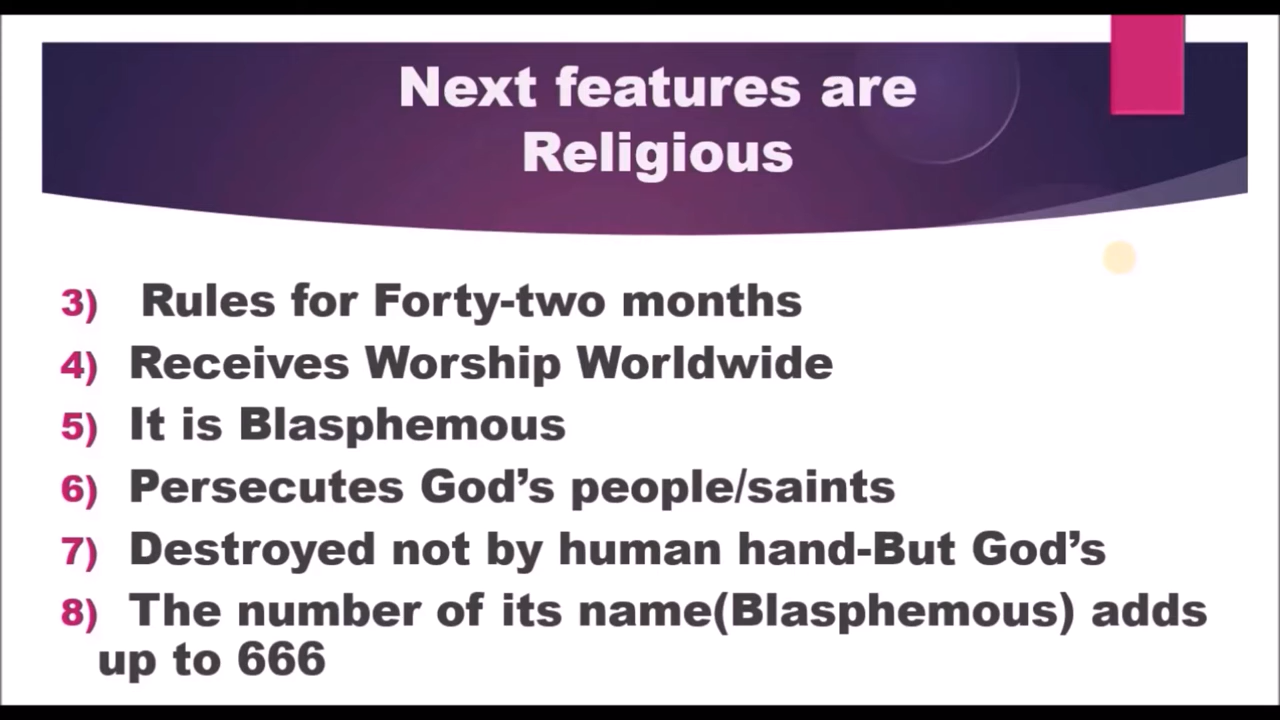 Next features are
Religious
3) Rules for Forty-two months
4) Receives Worship Worldwide
5) It is Blasphemous
6) Persecutes God’s people/saints
7) Destroyed not by human hand-But God’s
8) The number of its name(Blasphemous) adds
up to 666